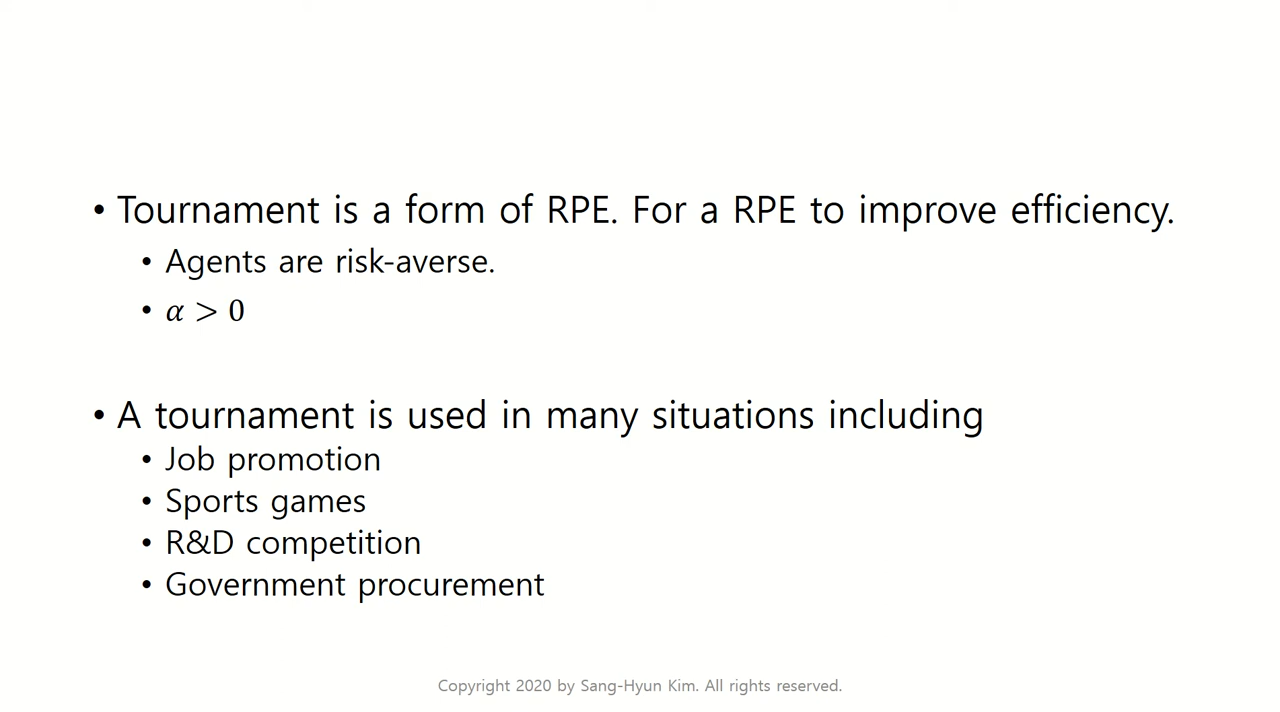 • Tournament is a form of RPE. For a RPE to improve efficiency.
• Agents are risk-averse.
• α > 0
• A tournament is used in many situations including
• Job promotion
• Sports games
• R&D competition
• Government procurement
Copyright 2020 by Sang-Hyun Kim. All rights reserved.